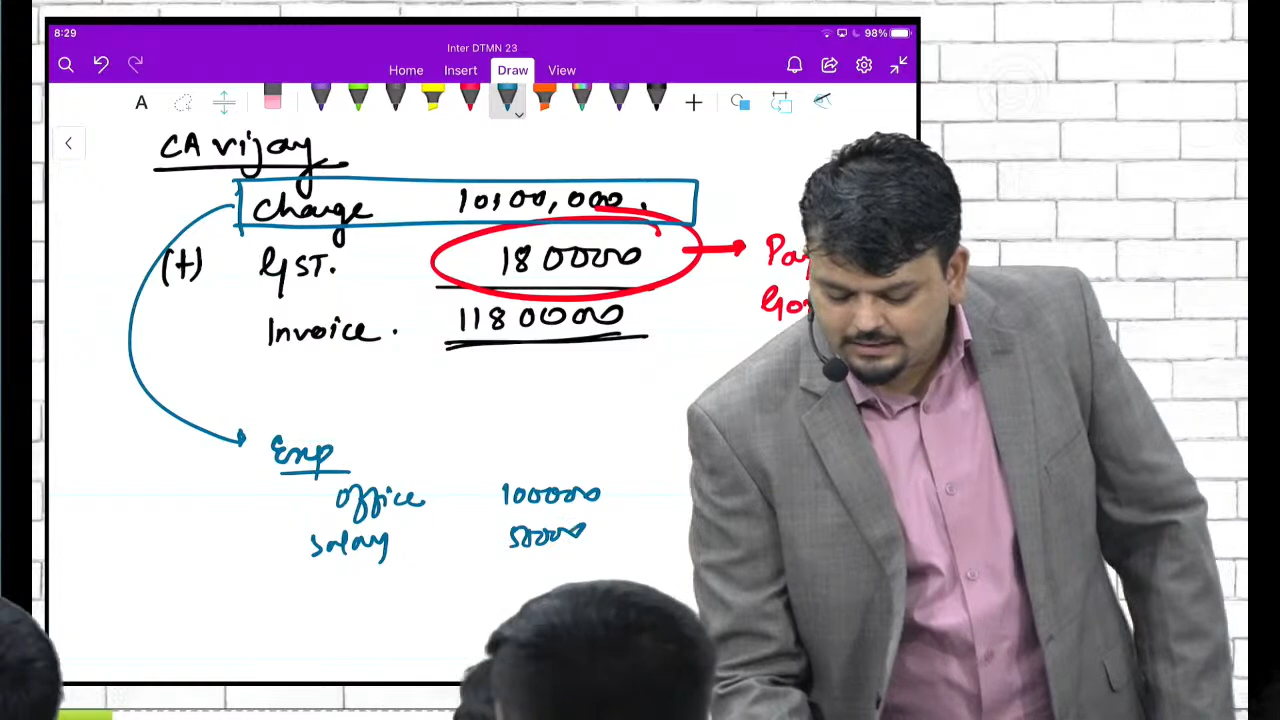 8:29
98%
Inter DTMN 23
Home Insert Draw View
A
CA Vijay
Charge 10,00,000.
(+) GST. 180000
Invoice. 1180000
Exp
office 100000
salary 50000